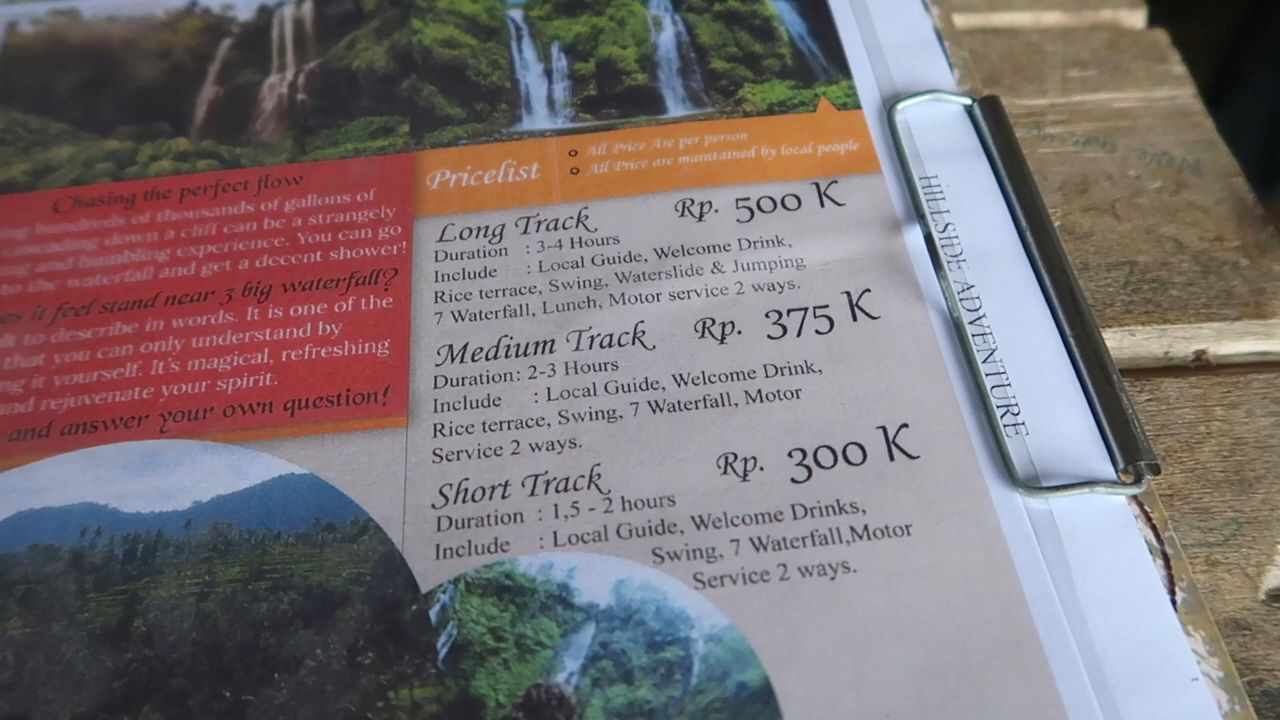 Chasing the perfect flow
hundreds of thousands of gallons of
cascading down a cliff can be a strangely
and humbling experience. You can go
to the waterfall and get a decent shower!
it feel stand near 3 big waterfall?
to describe in words. It is one of the
that you can only understand by
it yourself. It's magical, refreshing
and rejuvenate your spirit.
and answer your own question!
Pricelist
All Price Are per person
All Price are maintained by local people
Long Track Rp. 500 K
Duration : 3-4 Hours
Include : Local Guide, Welcome Drink,
Rice terrace, Swing, Waterslide & Jumping
7 Waterfall, Lunch, Motor service 2 ways.
Medium Track Rp. 375 K
Duration: 2-3 Hours
Include : Local Guide, Welcome Drink,
Rice terrace, Swing, 7 Waterfall, Motor
Service 2 ways.
Short Track Rp. 300 K
Duration : 1,5 - 2 hours
Include : Local Guide, Welcome Drinks,
Swing, 7 Waterfall,Motor
Service 2 ways.
HILLSIDE ADVENTURE